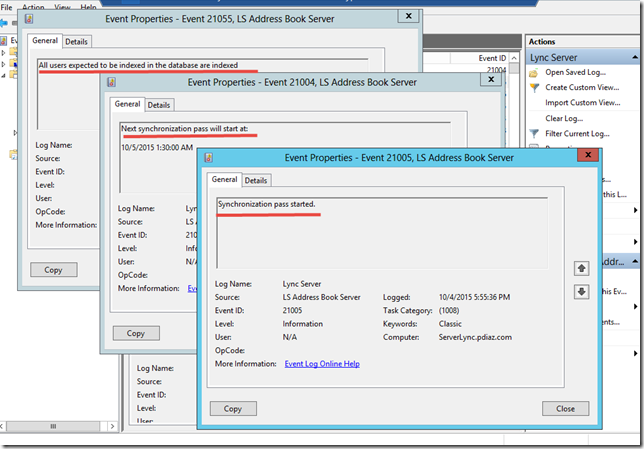 File Action View Help
Event Properties - Event 21055, LS Address Book Server
General Details
All users expected to be indexed in the database are indexed
Log Name:
Source:
Event ID:
Level:
User:
OpCode:
More Information:
Copy
Event Properties - Event 21004, LS Address Book Server
General Details
Next synchronization pass will start at:
10/5/2015 1:30:00 AM
Log Name: Lync
Source: LS Ad
Event ID: 210
Level: Info
User: N/A
OpCode:
More Information: Eve
Copy
Event Properties - Event 21005, LS Address Book Server
General Details
Synchronization pass started.
Log Name: Lync Server
Source: LS Address Book Server Logged: 10/4/2015 5:55:36 PM
Event ID: 21005 Task Category: (1008)
Level: Information Keywords: Classic
User: N/A Computer: ServerLync.pdiaz.com
OpCode:
More Information: Event Log Online Help
Copy Close
Log Name:
Source:
Event ID:
Level:
User:
Event ID
21004
Actions
Lync Server
Open Saved Log...
Create Custom View...
Import Custom View...
Clear Log...
Filter Current Log...